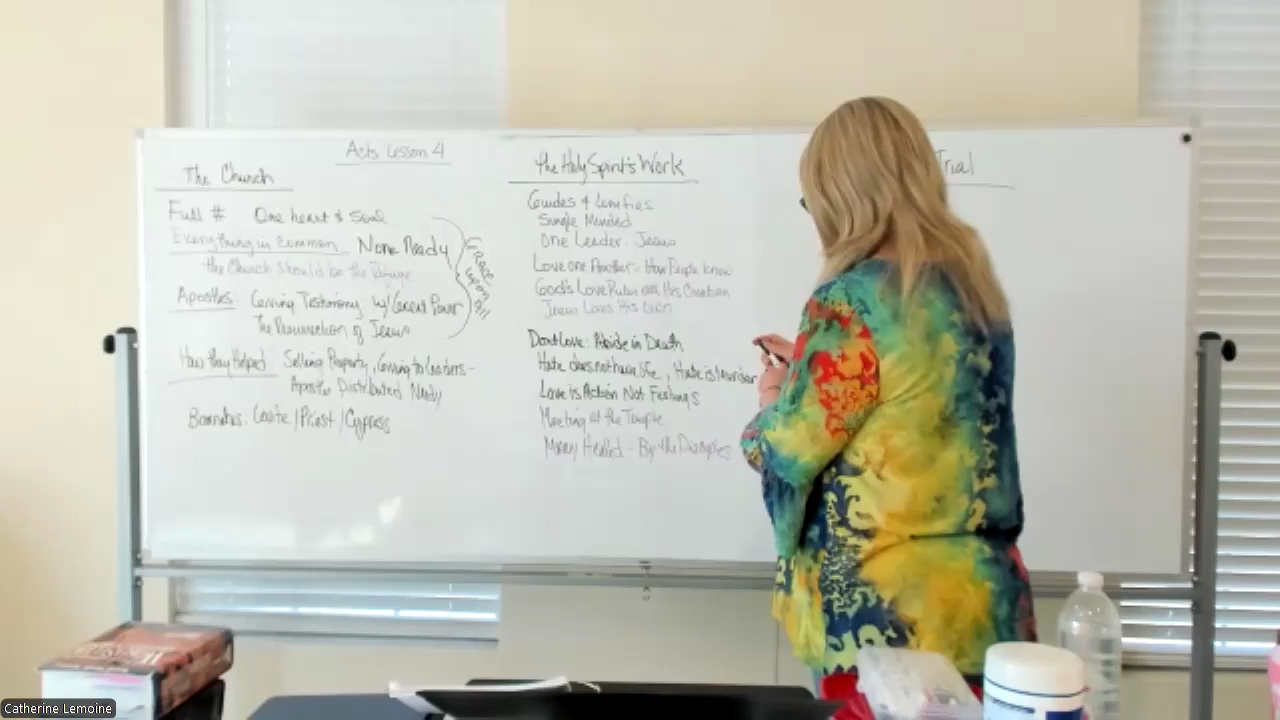 Acts Lesson 4
The Church
Full # One heart & Soul
Everything in Common None Needy
the Church should be the Refuge
Grace upon All
Apostles Giving Testimony w/Great Power
The Resurrection of Jesus
How they Helped Selling Property, Giving to Leaders -
Apostles Distributed Needy
Barnabas: Levite/Priest/Cypress
the Holy Spirit's Work
Guides & Unifies
Single Minded
One Leader: Jesus
Love one Another - How People know
God's Love Rules over His Creation
Jesus Loves His Own
Dont Love: Abide in Death
Hate does not have life, Hate is Murder
Love is Action Not Feelings
Meeting at the Temple
Many Healed - By the Disciples
Trial
Catherine Lemoine